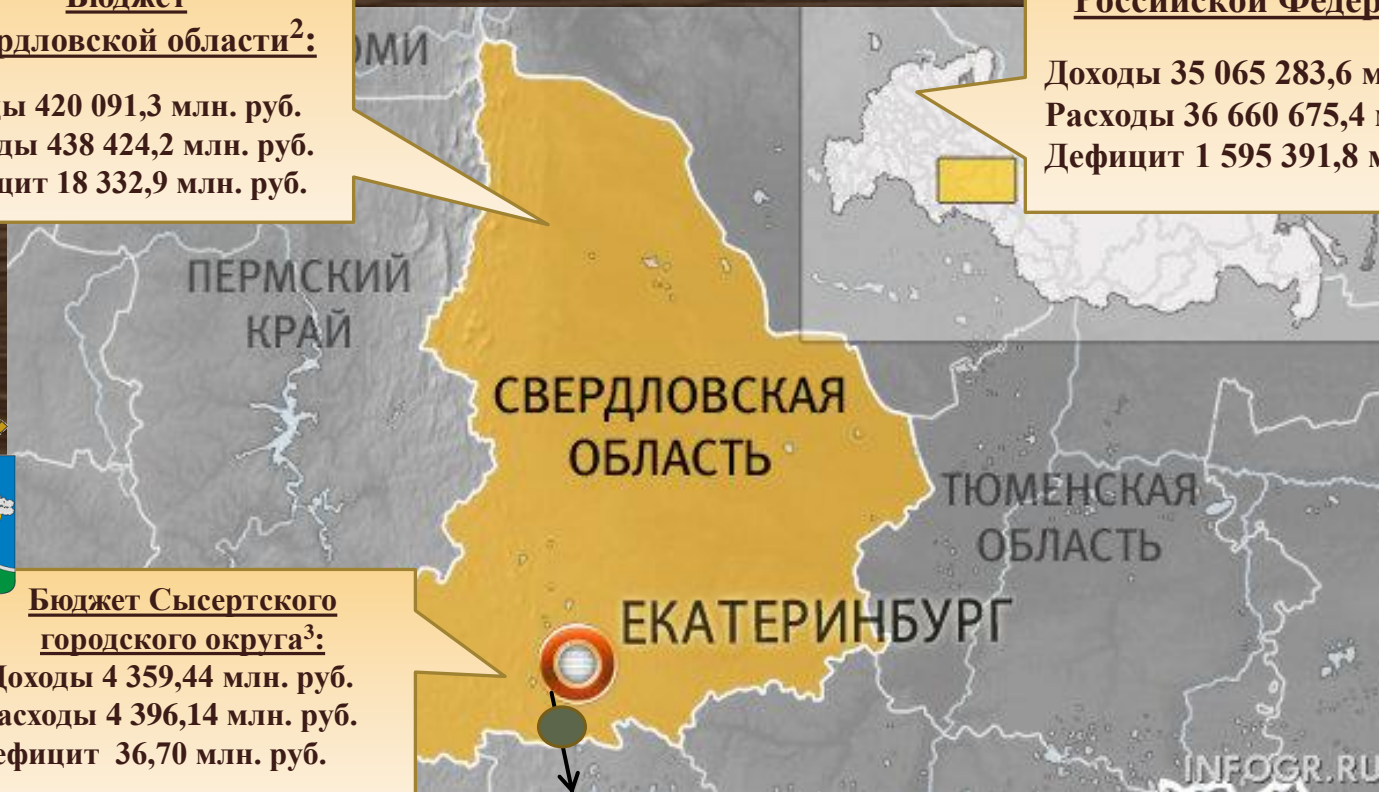 Бюджет
рдловской области²:
ды 420 091,3 млн. руб.
ды 438 424,2 млн. руб.
цит 18 332,9 млн. руб.
Российской Федер
Доходы 35 065 283,6 м
Расходы 36 660 675,4
Дефицит 1 595 391,8 м
ОМИ
ПЕРМСКИЙ
КРАЙ
СВЕРДЛОВСКАЯ
ОБЛАСТЬ
ТЮМЕНСКАЯ
ОБЛАСТЬ
ЕКАТЕРИНБУРГ
Бюджет Сысертского
городского округа³:
Доходы 4 359,44 млн. руб.
асходы 4 396,14 млн. руб.
ефицит 36,70 млн. руб.
INFOGR.RU